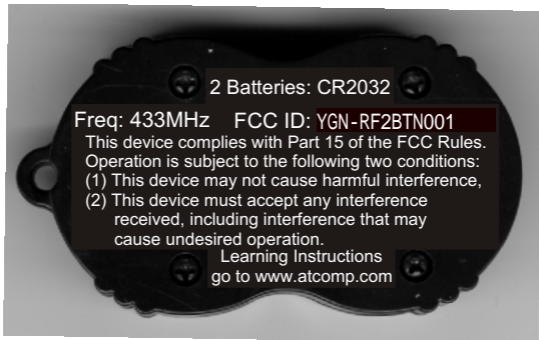 2 Batteries: CR2032
Freq: 433MHz FCC ID: YGN-RF2BTN001
This device complies with Part 15 of the FCC Rules.
Operation is subject to the following two conditions:
(1) This device may not cause harmful interference,
(2) This device must accept any interference
received, including interference that may
cause undesired operation.
Learning Instructions
go to www.atcomp.com